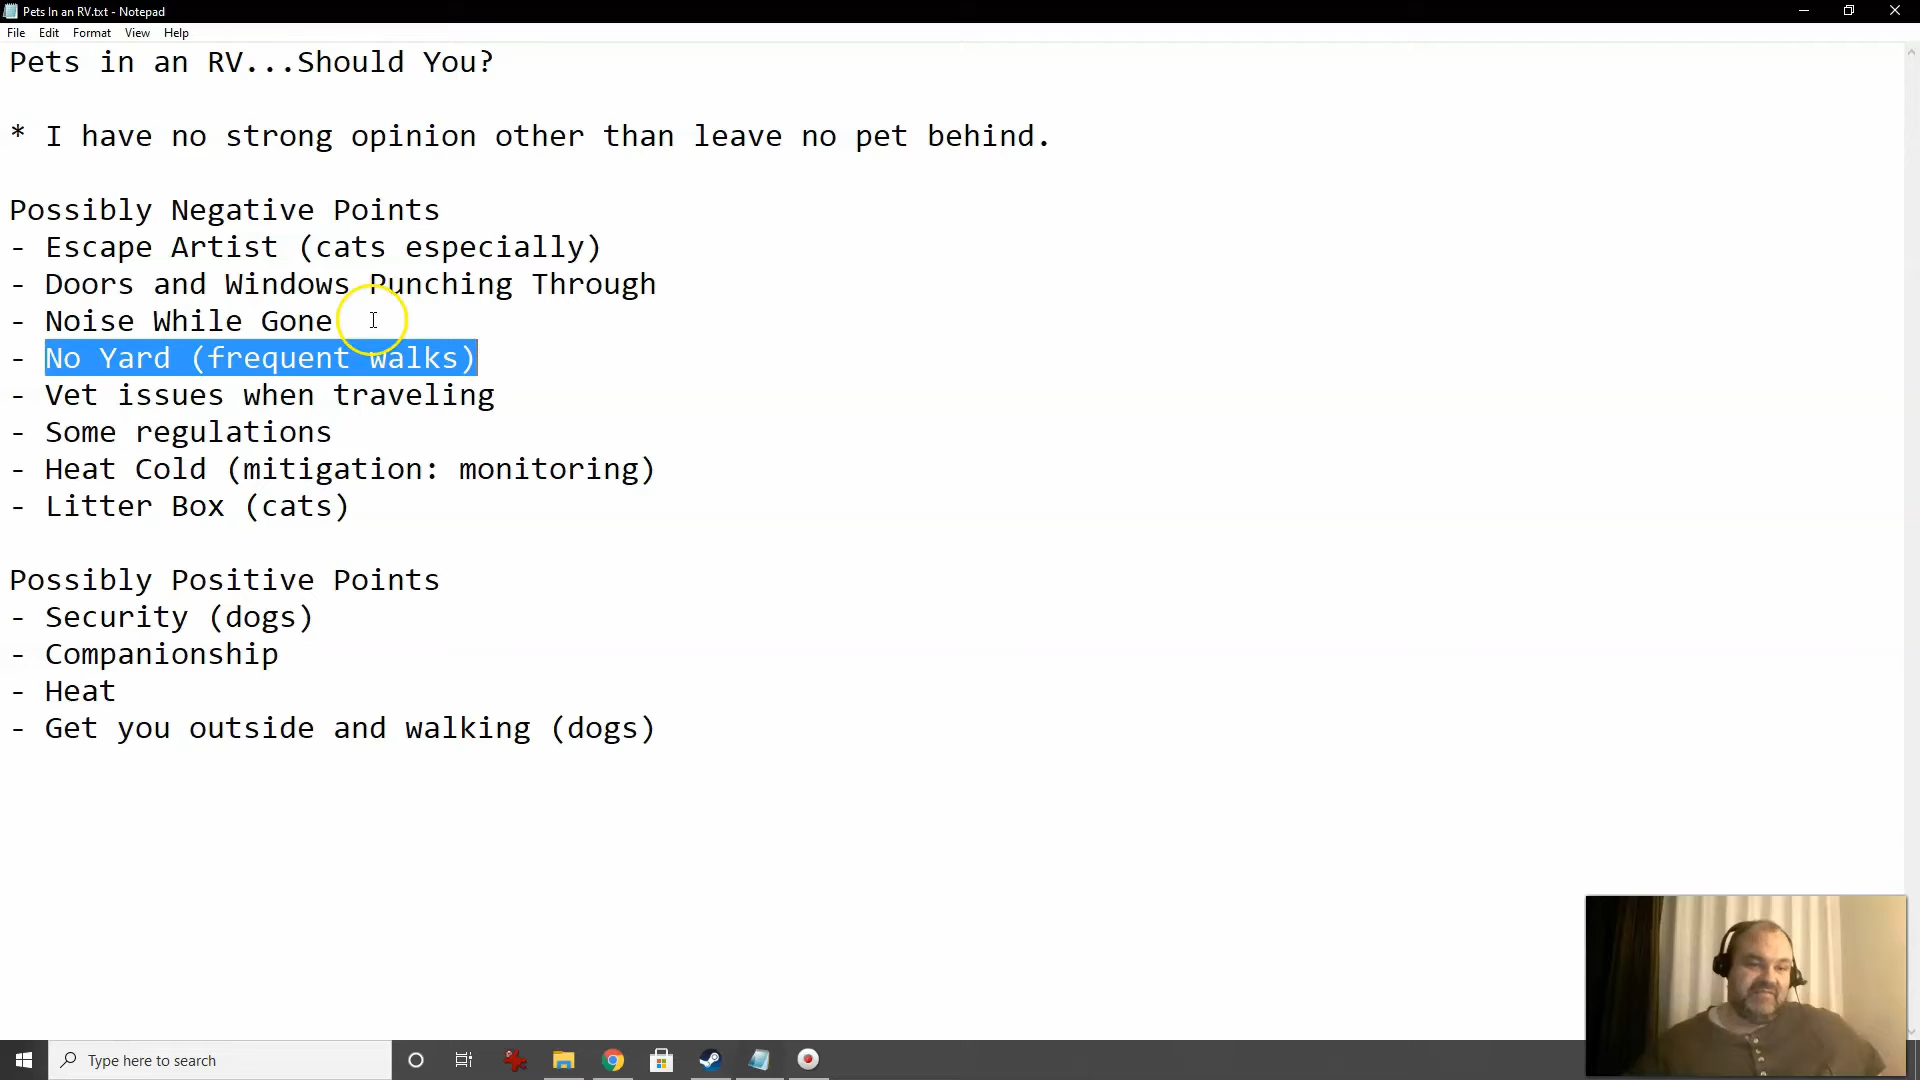 Pets In an RV.txt - Notepad
File Edit Format View Help
Pets in an RV...Should You?
* I have no strong opinion other than leave no pet behind.
Possibly Negative Points
- Escape Artist (cats especially)
- Doors and Windows Punching Through
- Noise While Gone
- No Yard (frequent walks)
- Vet issues when traveling
- Some regulations
- Heat Cold (mitigation: monitoring)
- Litter Box (cats)
Possibly Positive Points
- Security (dogs)
- Companionship
- Heat
- Get you outside and walking (dogs)
Type here to search